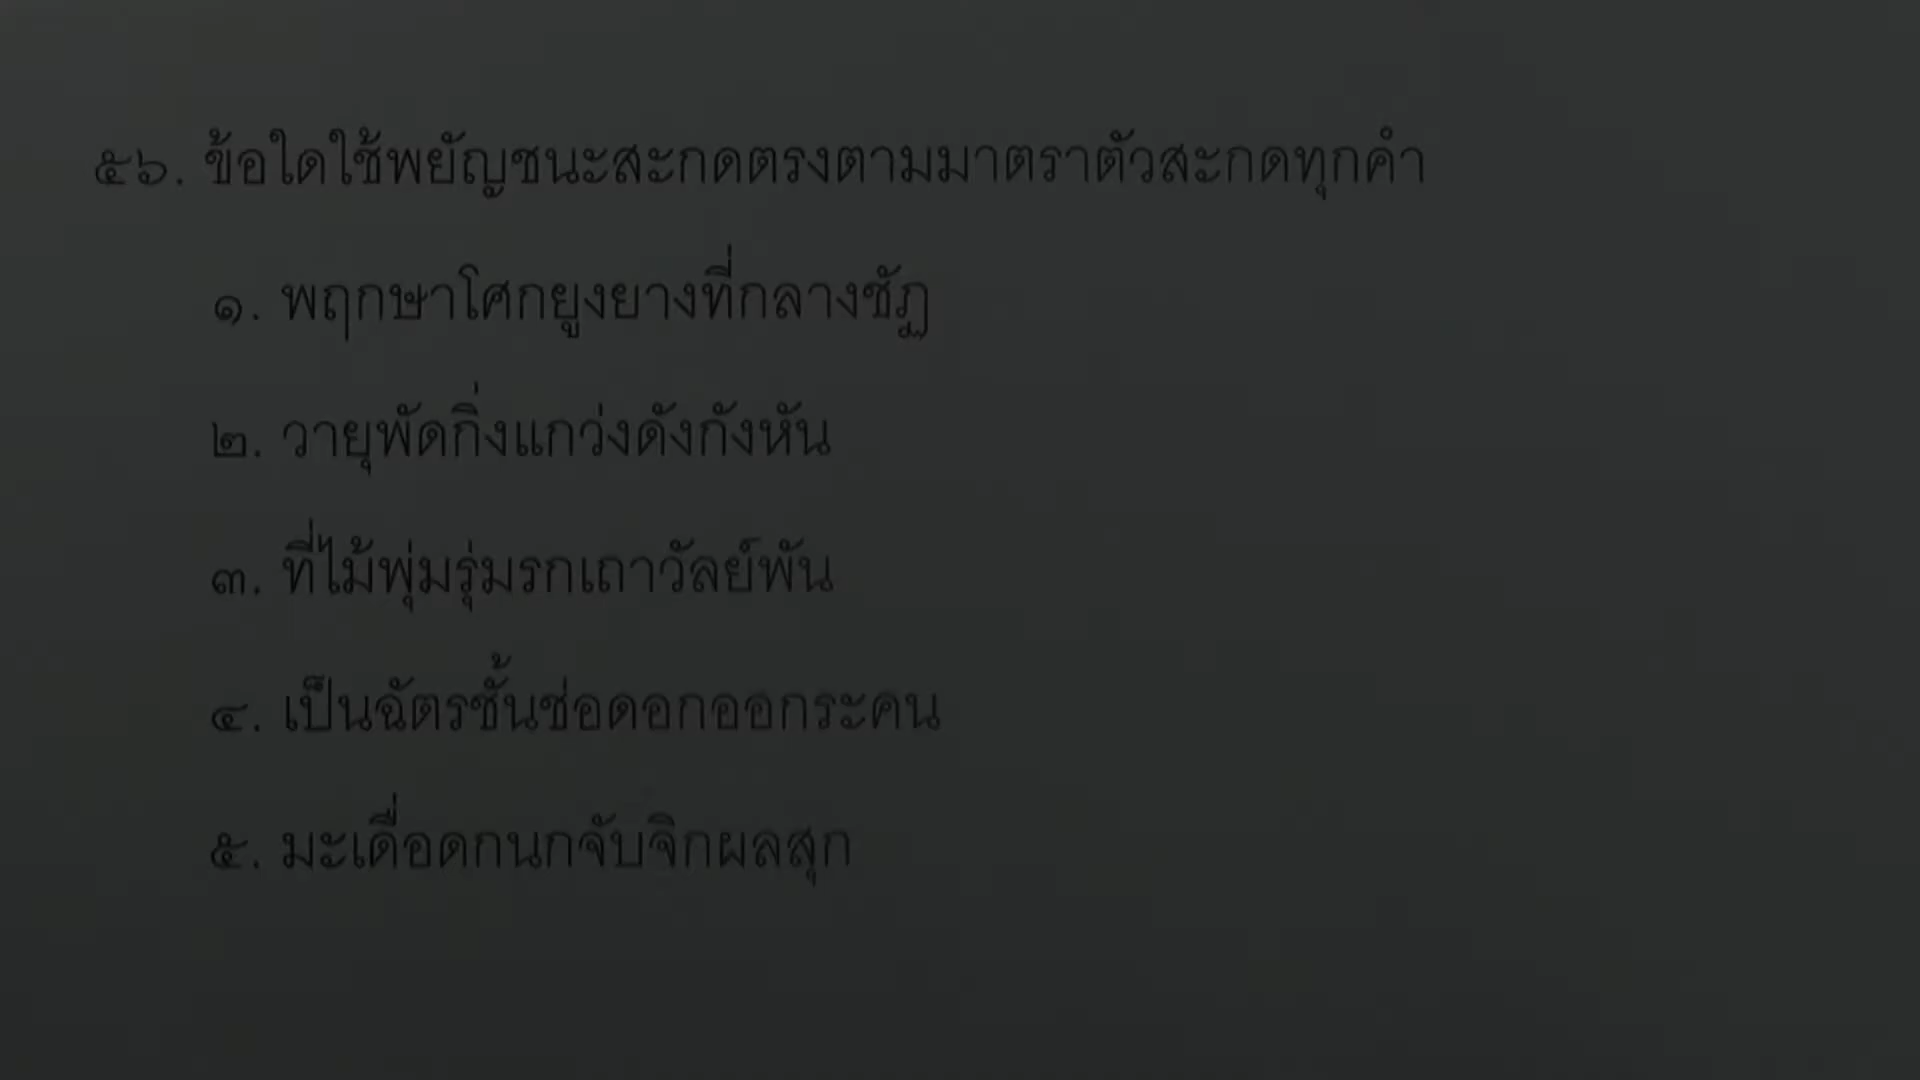 ๕๖. ข้อใดใช้พยัญชนะสะกดตรงตามมาตราตัวสะกดทุกคำ
๑. พฤกษาโศกยูงยางที่กลางชัฏ
๒. วายุพัดกิ่งแกว่งดังกังหัน
๓. ที่ไม้พุ่มรุ่มรกเถาวัลย์พัน
๔. เป็นฉัตรชั้นช่อดอกออกระคน
๕. มะเดื่อดกนกจับจิกผลสุก